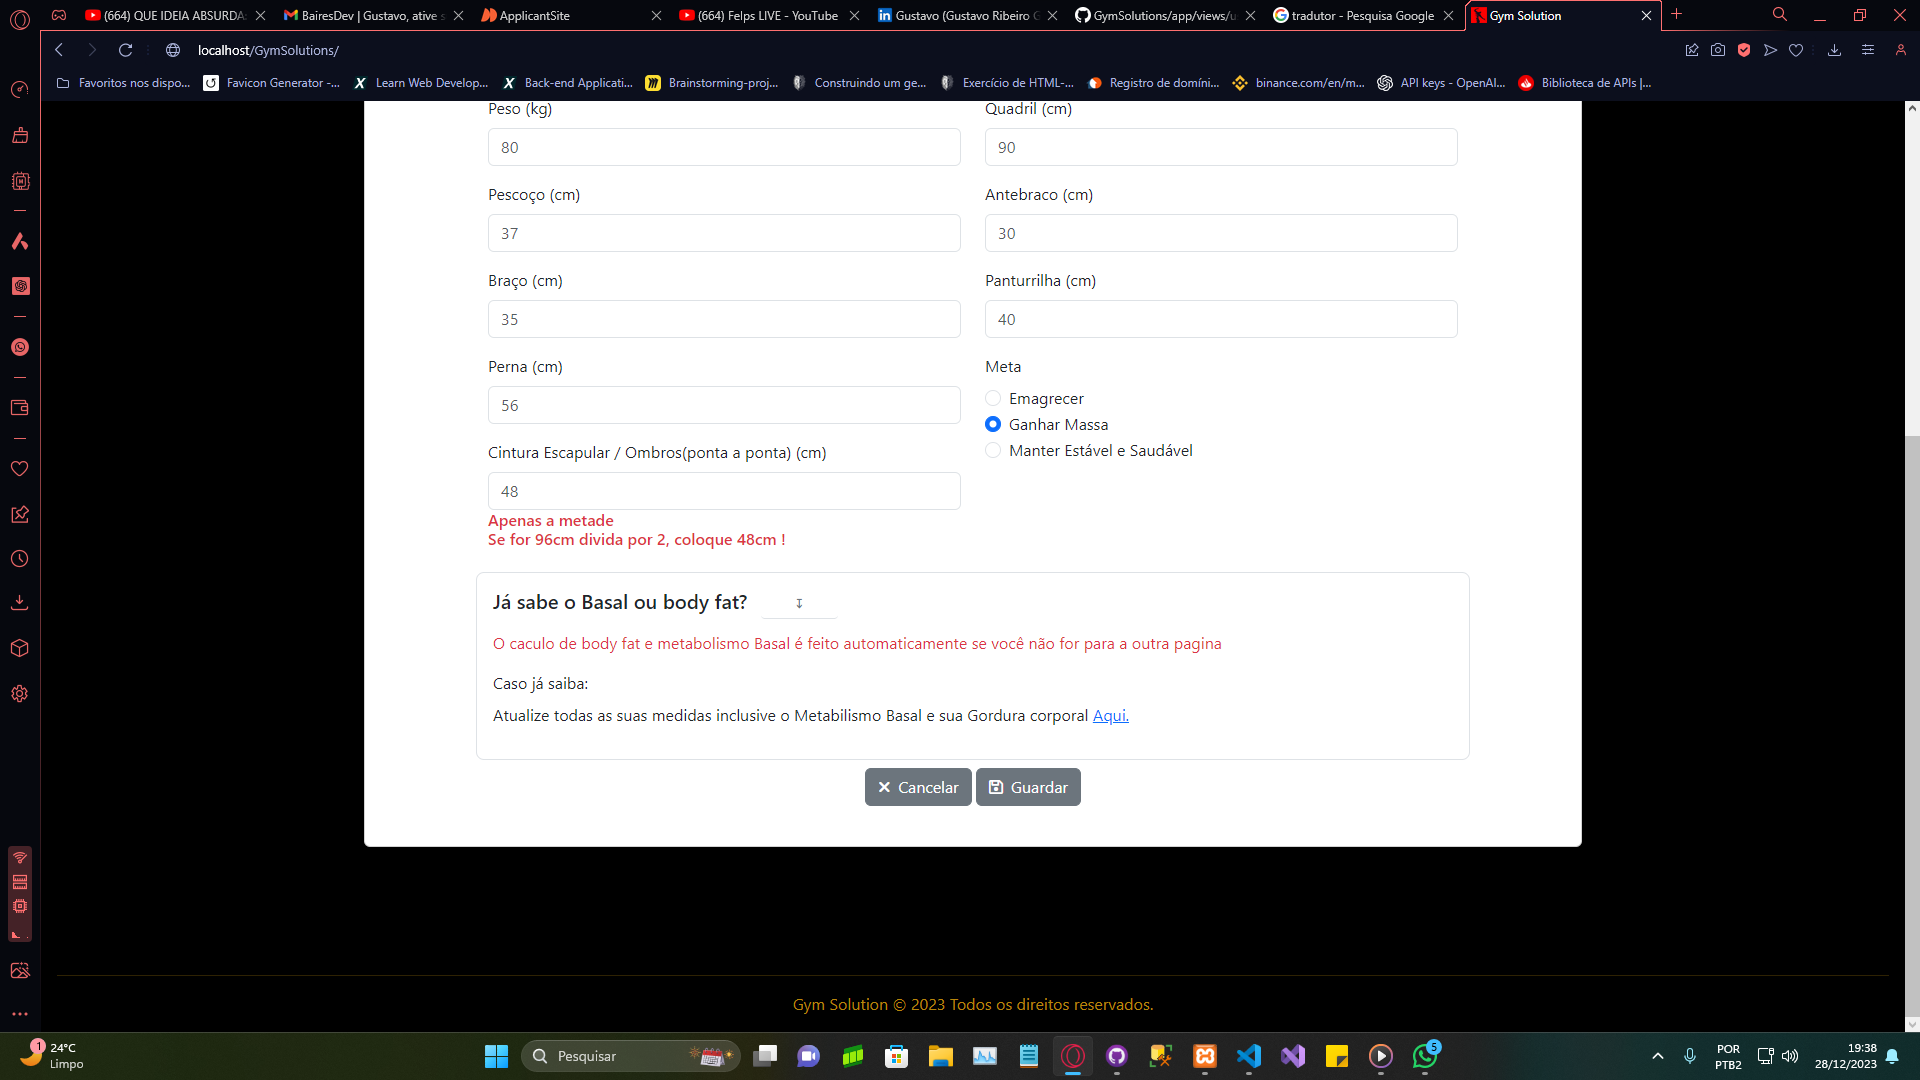 (664) QUE IDEIA ABSURDA
BairesDev | Gustavo, ative s
ApplicantSite
(664) Felps LIVE - YouTube
Gustavo (Gustavo Ribeiro G
GymSolutions/app/views/u
tradutor - Pesquisa Google
Gym Solution
localhost/GymSolutions/
Favoritos nos dispo...
Favicon Generator -...
Learn Web Develop...
Back-end Applicati...
Brainstorming-proj...
Construindo um ge...
Exercício de HTML-...
Registro de domíni...
binance.com/en/m...
API keys - OpenAI...
Biblioteca de APIs |...
Peso (kg)
80
Quadril (cm)
90
Pescoço (cm)
37
Antebraco (cm)
30
Braço (cm)
35
Panturrilha (cm)
40
Perna (cm)
56
Meta
Emagrecer
Ganhar Massa
Manter Estável e Saudável
Cintura Escapular / Ombros(ponta a ponta) (cm)
48
Apenas a metade
Se for 96cm divida por 2, coloque 48cm !
Já sabe o Basal ou body fat?
O caculo de body fat e metabolismo Basal é feito automaticamente se você não for para a outra pagina
Caso já saiba:
Atualize todas as suas medidas inclusive o Metabilismo Basal e sua Gordura corporal Aqui.
Cancelar
Guardar
Gym Solution © 2023 Todos os direitos reservados.
1
24°C
Limpo
Pesquisar
5
POR
PTB2
19:38
28/12/2023